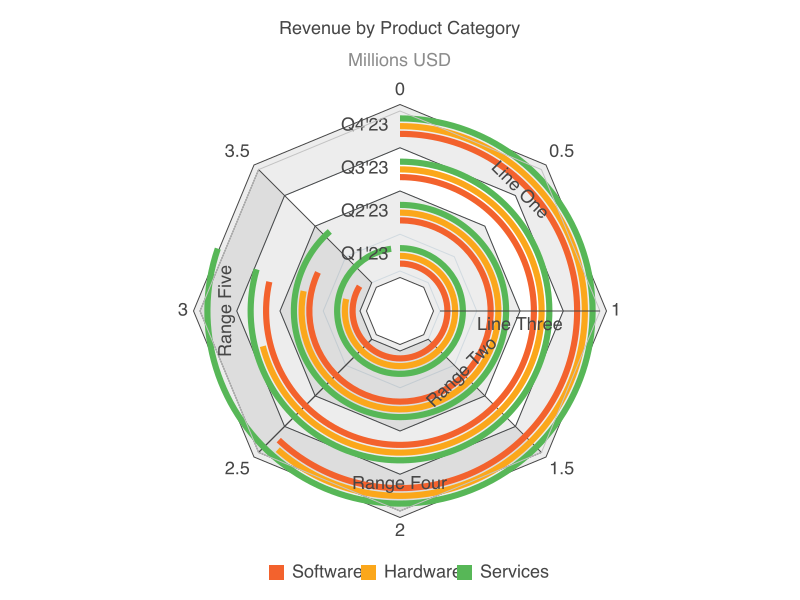 Revenue by Product Category
Millions USD
0
0.5
1
1.5
2
2.5
3
3.5
Q4'23
Q3'23
Q2'23
Q1'23
Line One
Line Three
Range Two
Range Four
Range Five
Software
Hardware
Services